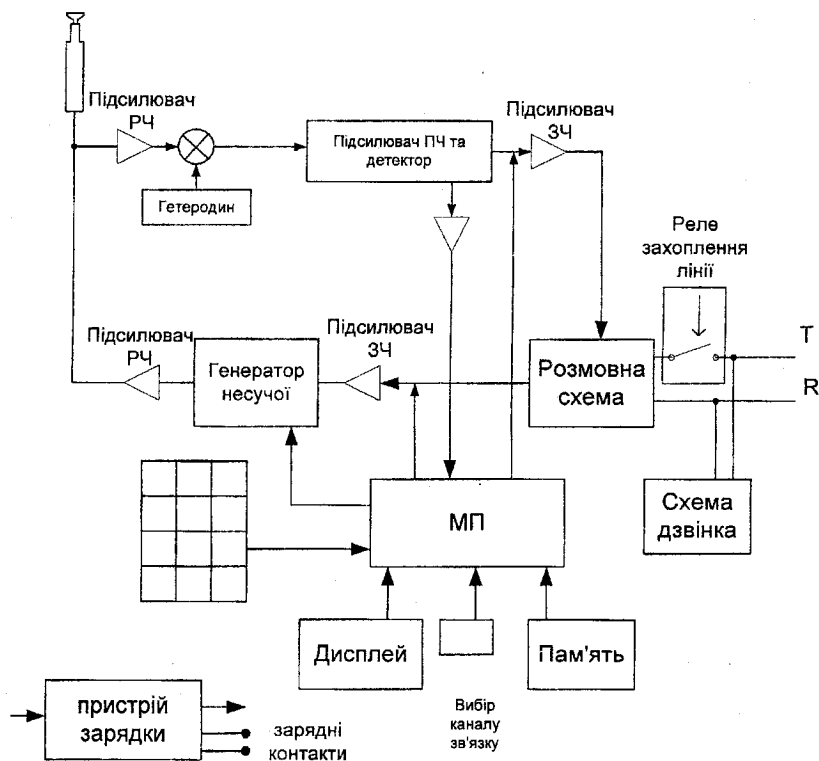 Підсилювач
РЧ
Підсилювач
ЗЧ
Підсилювач ПЧ та
детектор
Гетеродин
Реле
захоплення
лінії
Підсилювач
РЧ
Генератор
несучої
Підсилювач
ЗЧ
Розмовна
схема
T
R
МП
Схема
дзвінка
Дисплей
Пам'ять
Вибір
каналу
зв'язку
пристрій
зарядки
зарядні
контакти